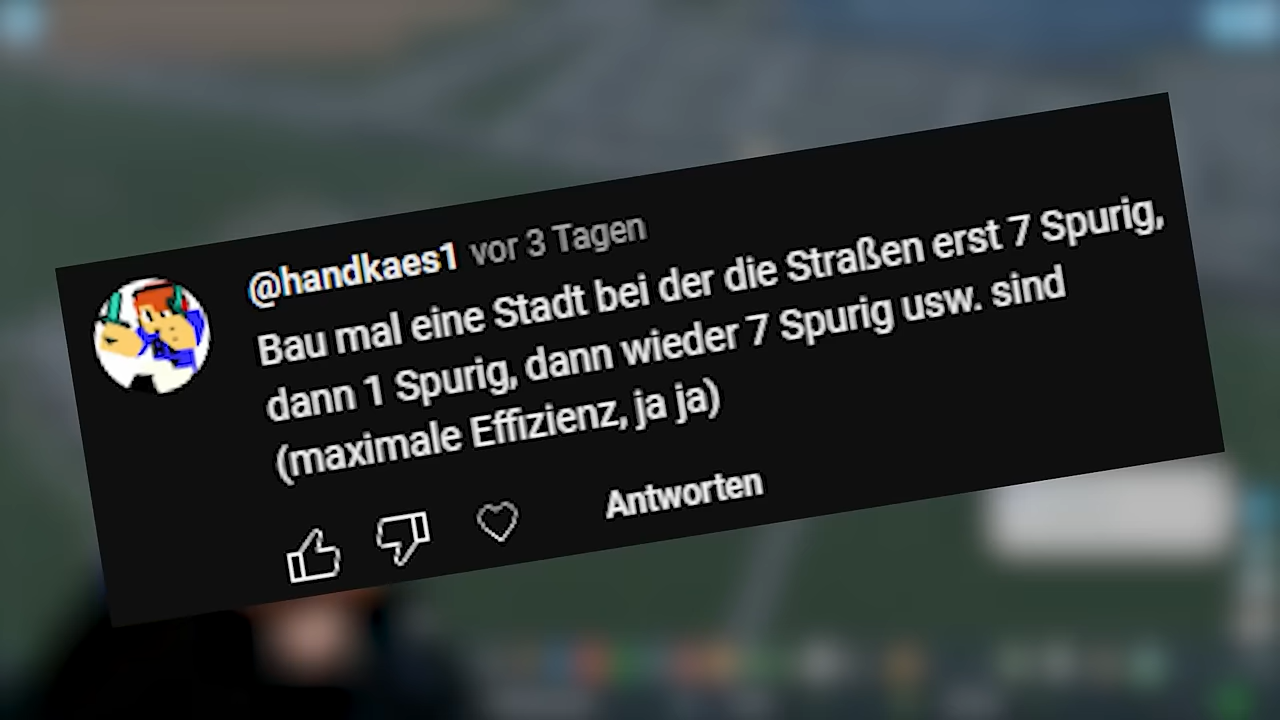 @handkaes1 vor 3 Tagen
Bau mal eine Stadt bei der die Straßen erst 7 Spurig,
dann 1 Spurig, dann wieder 7 Spurig usw. sind
(maximale Effizienz, ja ja)
Antworten